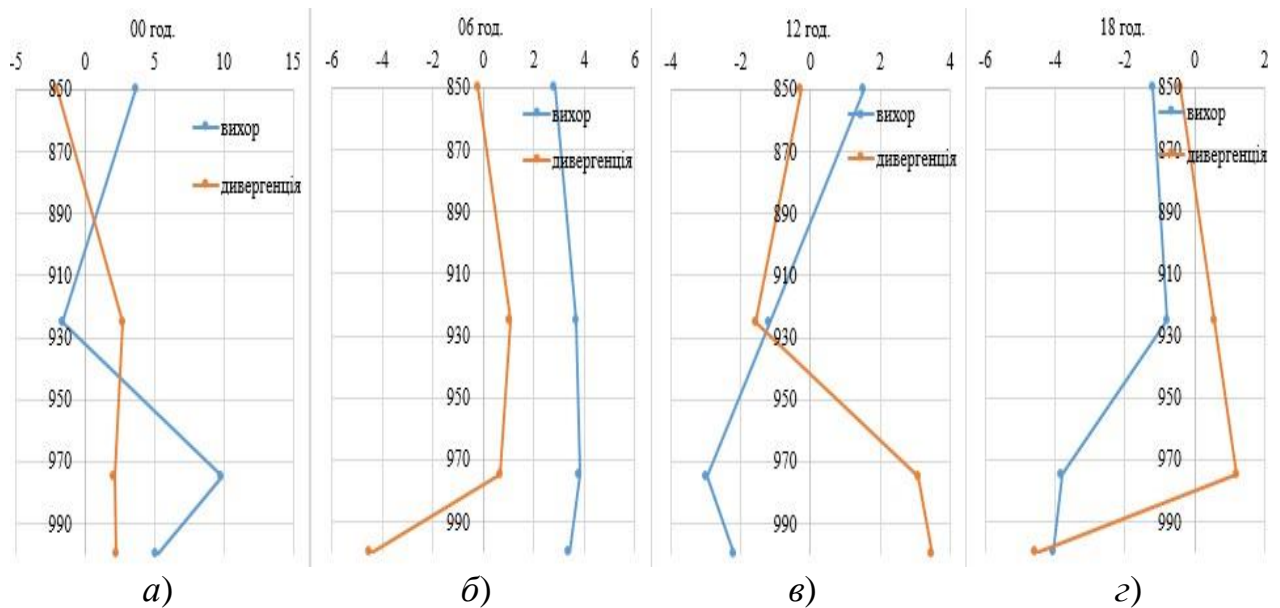 00 год.
-5 0 5 10 15
850
870
890
910
930
950
970
990
вихор
дивергенція
а)
06 год.
-6 -4 -2 0 2 4 6
850
870
890
910
930
950
970
990
вихор
дивергенція
б)
12 год.
-4 -2 0 2 4
850
870
890
910
930
950
970
990
вихор
дивергенція
в)
18 год.
-6 -4 -2 0 2
850
870
890
910
930
950
970
990
вихор
дивергенція
г)